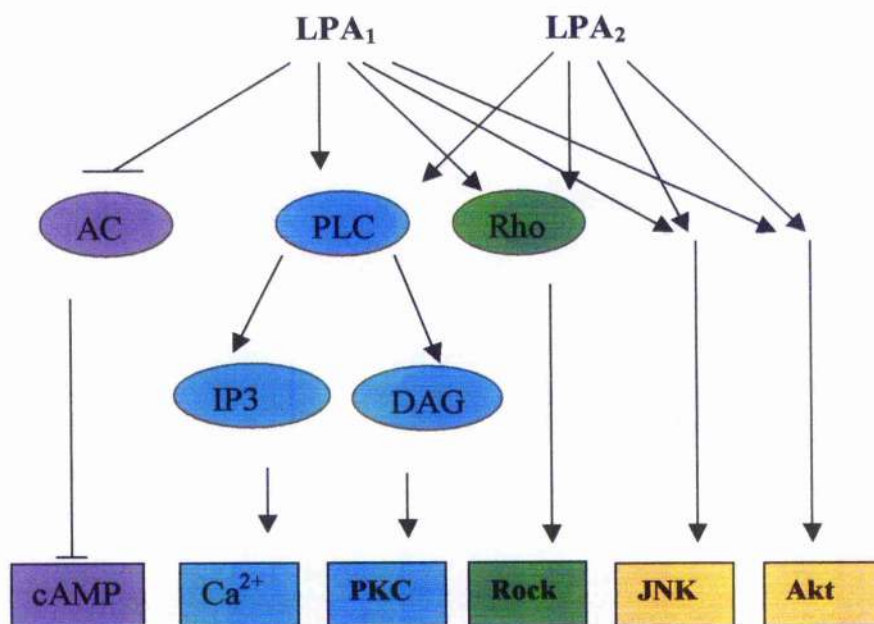 LPA₁ LPA₂
AC PLC Rho
IP3 DAG
cAMP Ca²⁺ PKC Rock JNK Akt